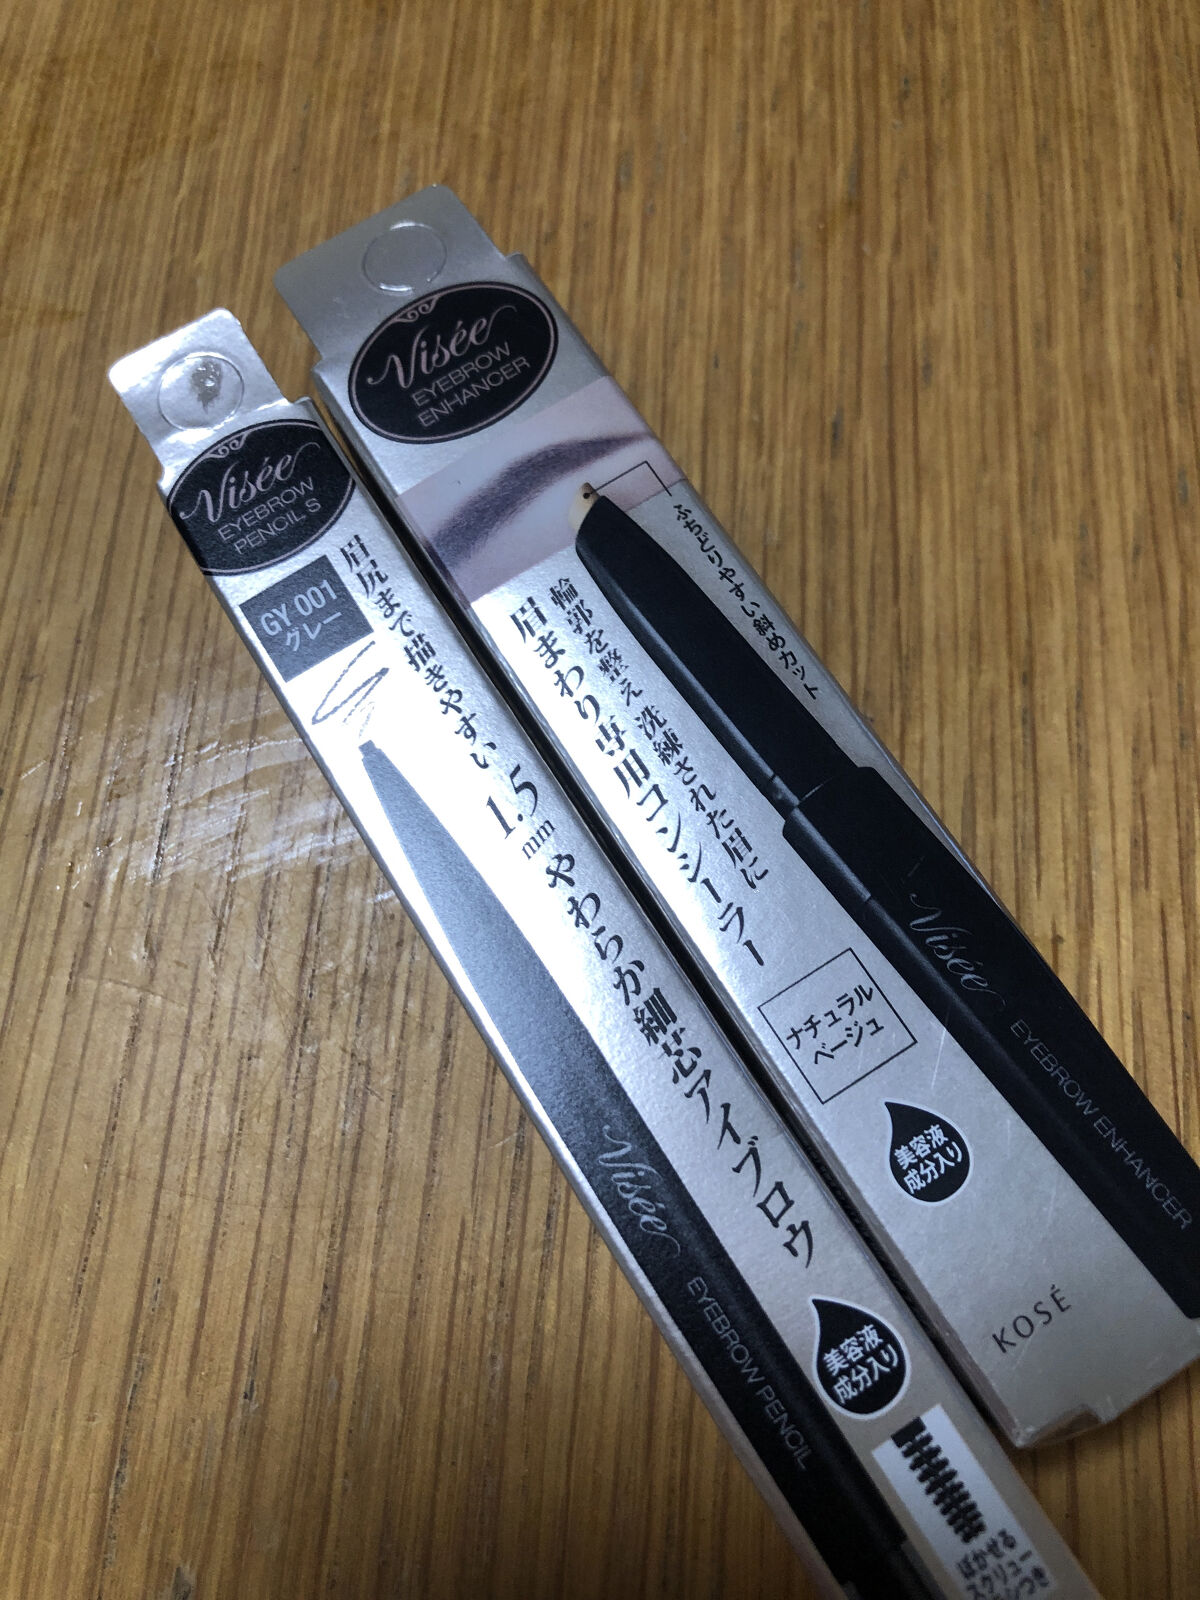 Visée
EYEBROW
PENCIL S
GY 001
グレー
眉尻まで描きやすい
1.5mm やわらか細芯アイブロウ
Visée
EYEBROW PENCIL
美容液
成分入り
ぼかせる
スクリュー
つき
Visée
EYEBROW
ENHANCER
ふちどりやすい斜めカット
輪郭を整え 洗練された眉に
眉まわり専用コンシーラー
ナチュラル
ベージュ
Visée
EYEBROW ENHANCER
美容液
成分入り
KOSÉ